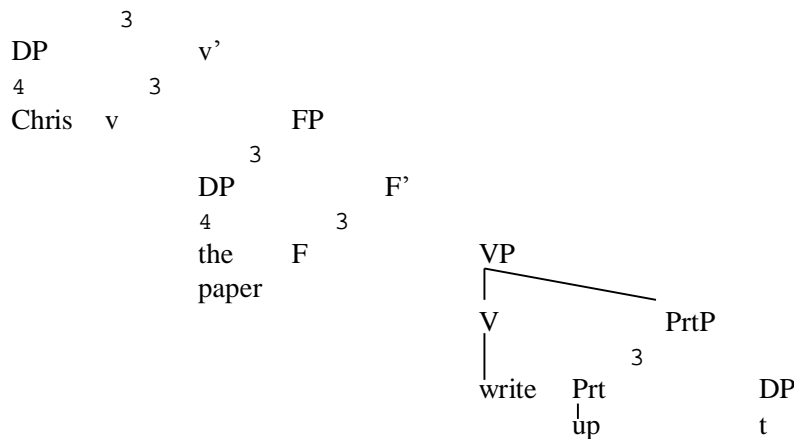 3
DP v’
4 3
Chris v FP
3
DP F’
4 3
the F VP
paper
V PrtP
3
write Prt DP
up t